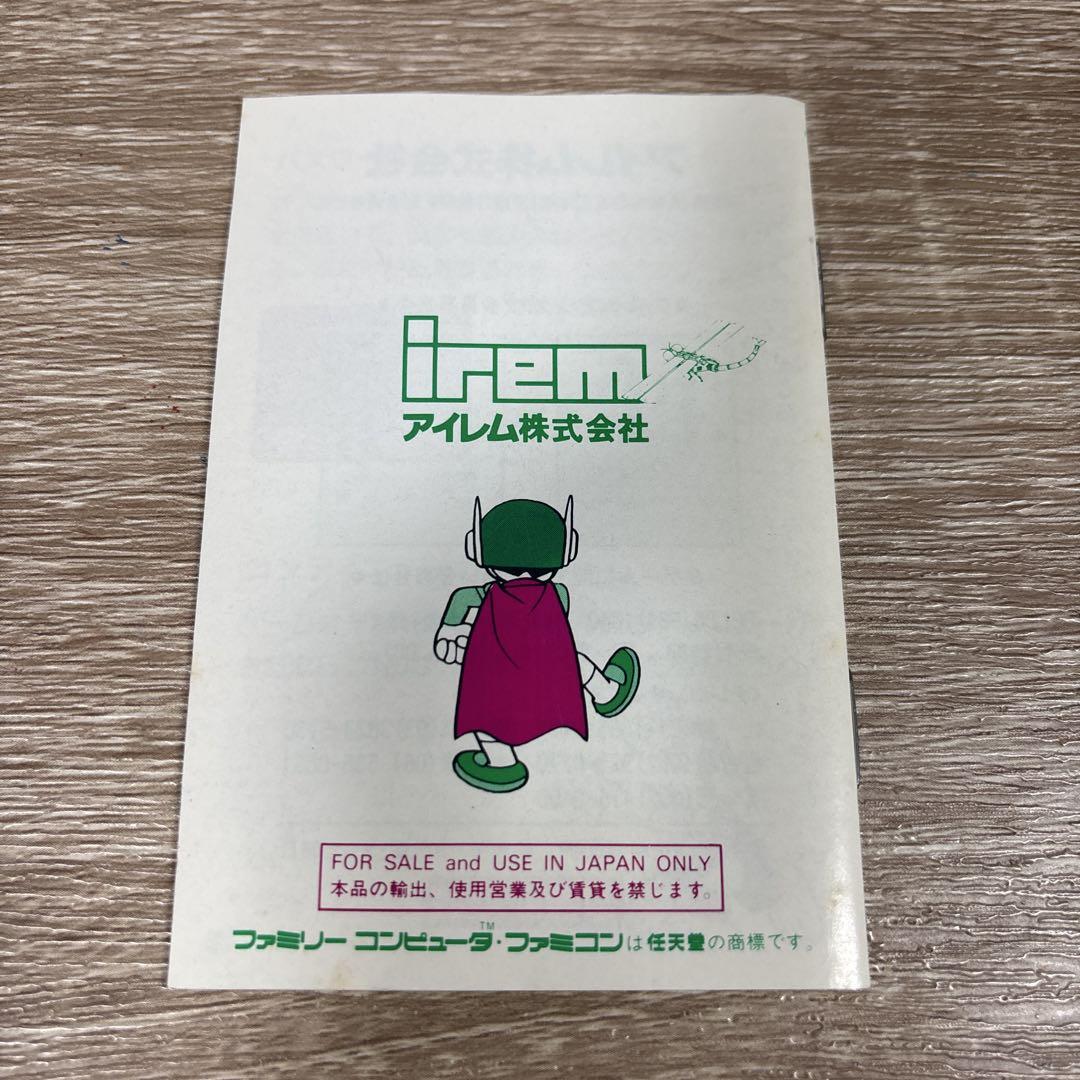 irem
アイレム株式会社
FOR SALE and USE IN JAPAN ONLY
本品の輸出、使用営業及び賃貸を禁じます。
ファミリー コンピュータ™・ファミコンは任天堂の商標です。